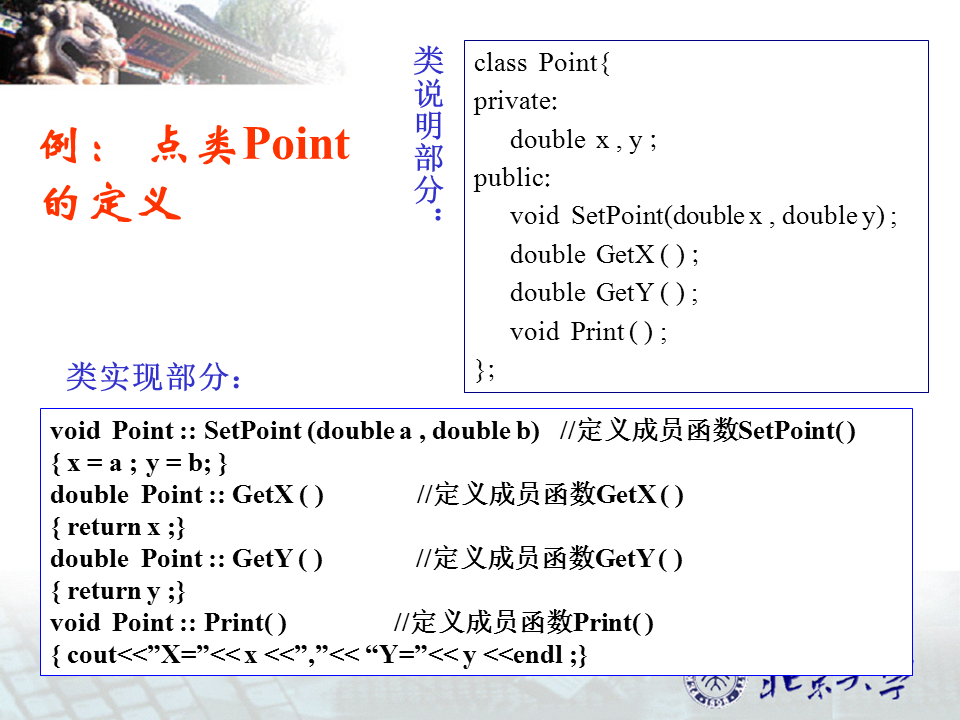 例： 点类Point
的定义
类说明部分：
class Point{
private:
double x , y ;
public:
void SetPoint(double x , double y) ;
double GetX ( ) ;
double GetY ( ) ;
void Print ( ) ;
};
类实现部分：
void Point :: SetPoint (double a , double b) //定义成员函数SetPoint( )
{ x = a ; y = b; }
double Point :: GetX ( ) //定义成员函数GetX ( )
{ return x ;}
double Point :: GetY ( ) //定义成员函数GetY ( )
{ return y ;}
void Point :: Print( ) //定义成员函数Print( )
{ cout<<”X=”<< x <<”,”<< “Y=”<< y <<endl ;}
北京大学